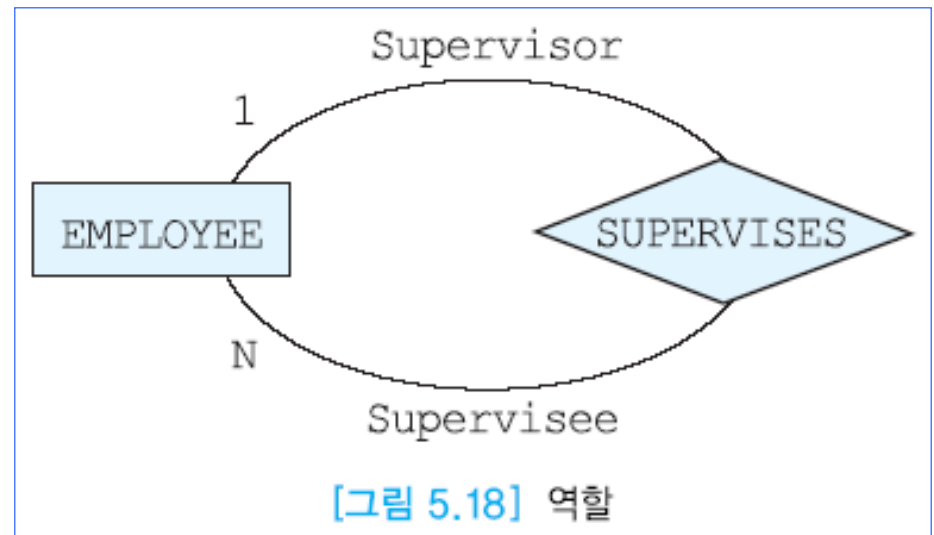 Supervisor
1
EMPLOYEE
SUPERVISES
N
Supervisee
[그림 5.18] 역할